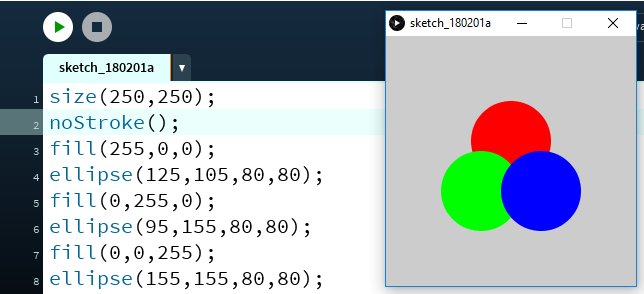 sketch_180201a
sketch_180201a
1 size(250,250);
2 noStroke();
3 fill(255,0,0);
4 ellipse(125,105,80,80);
5 fill(0,255,0);
6 ellipse(95,155,80,80);
7 fill(0,0,255);
8 ellipse(155,155,80,80);